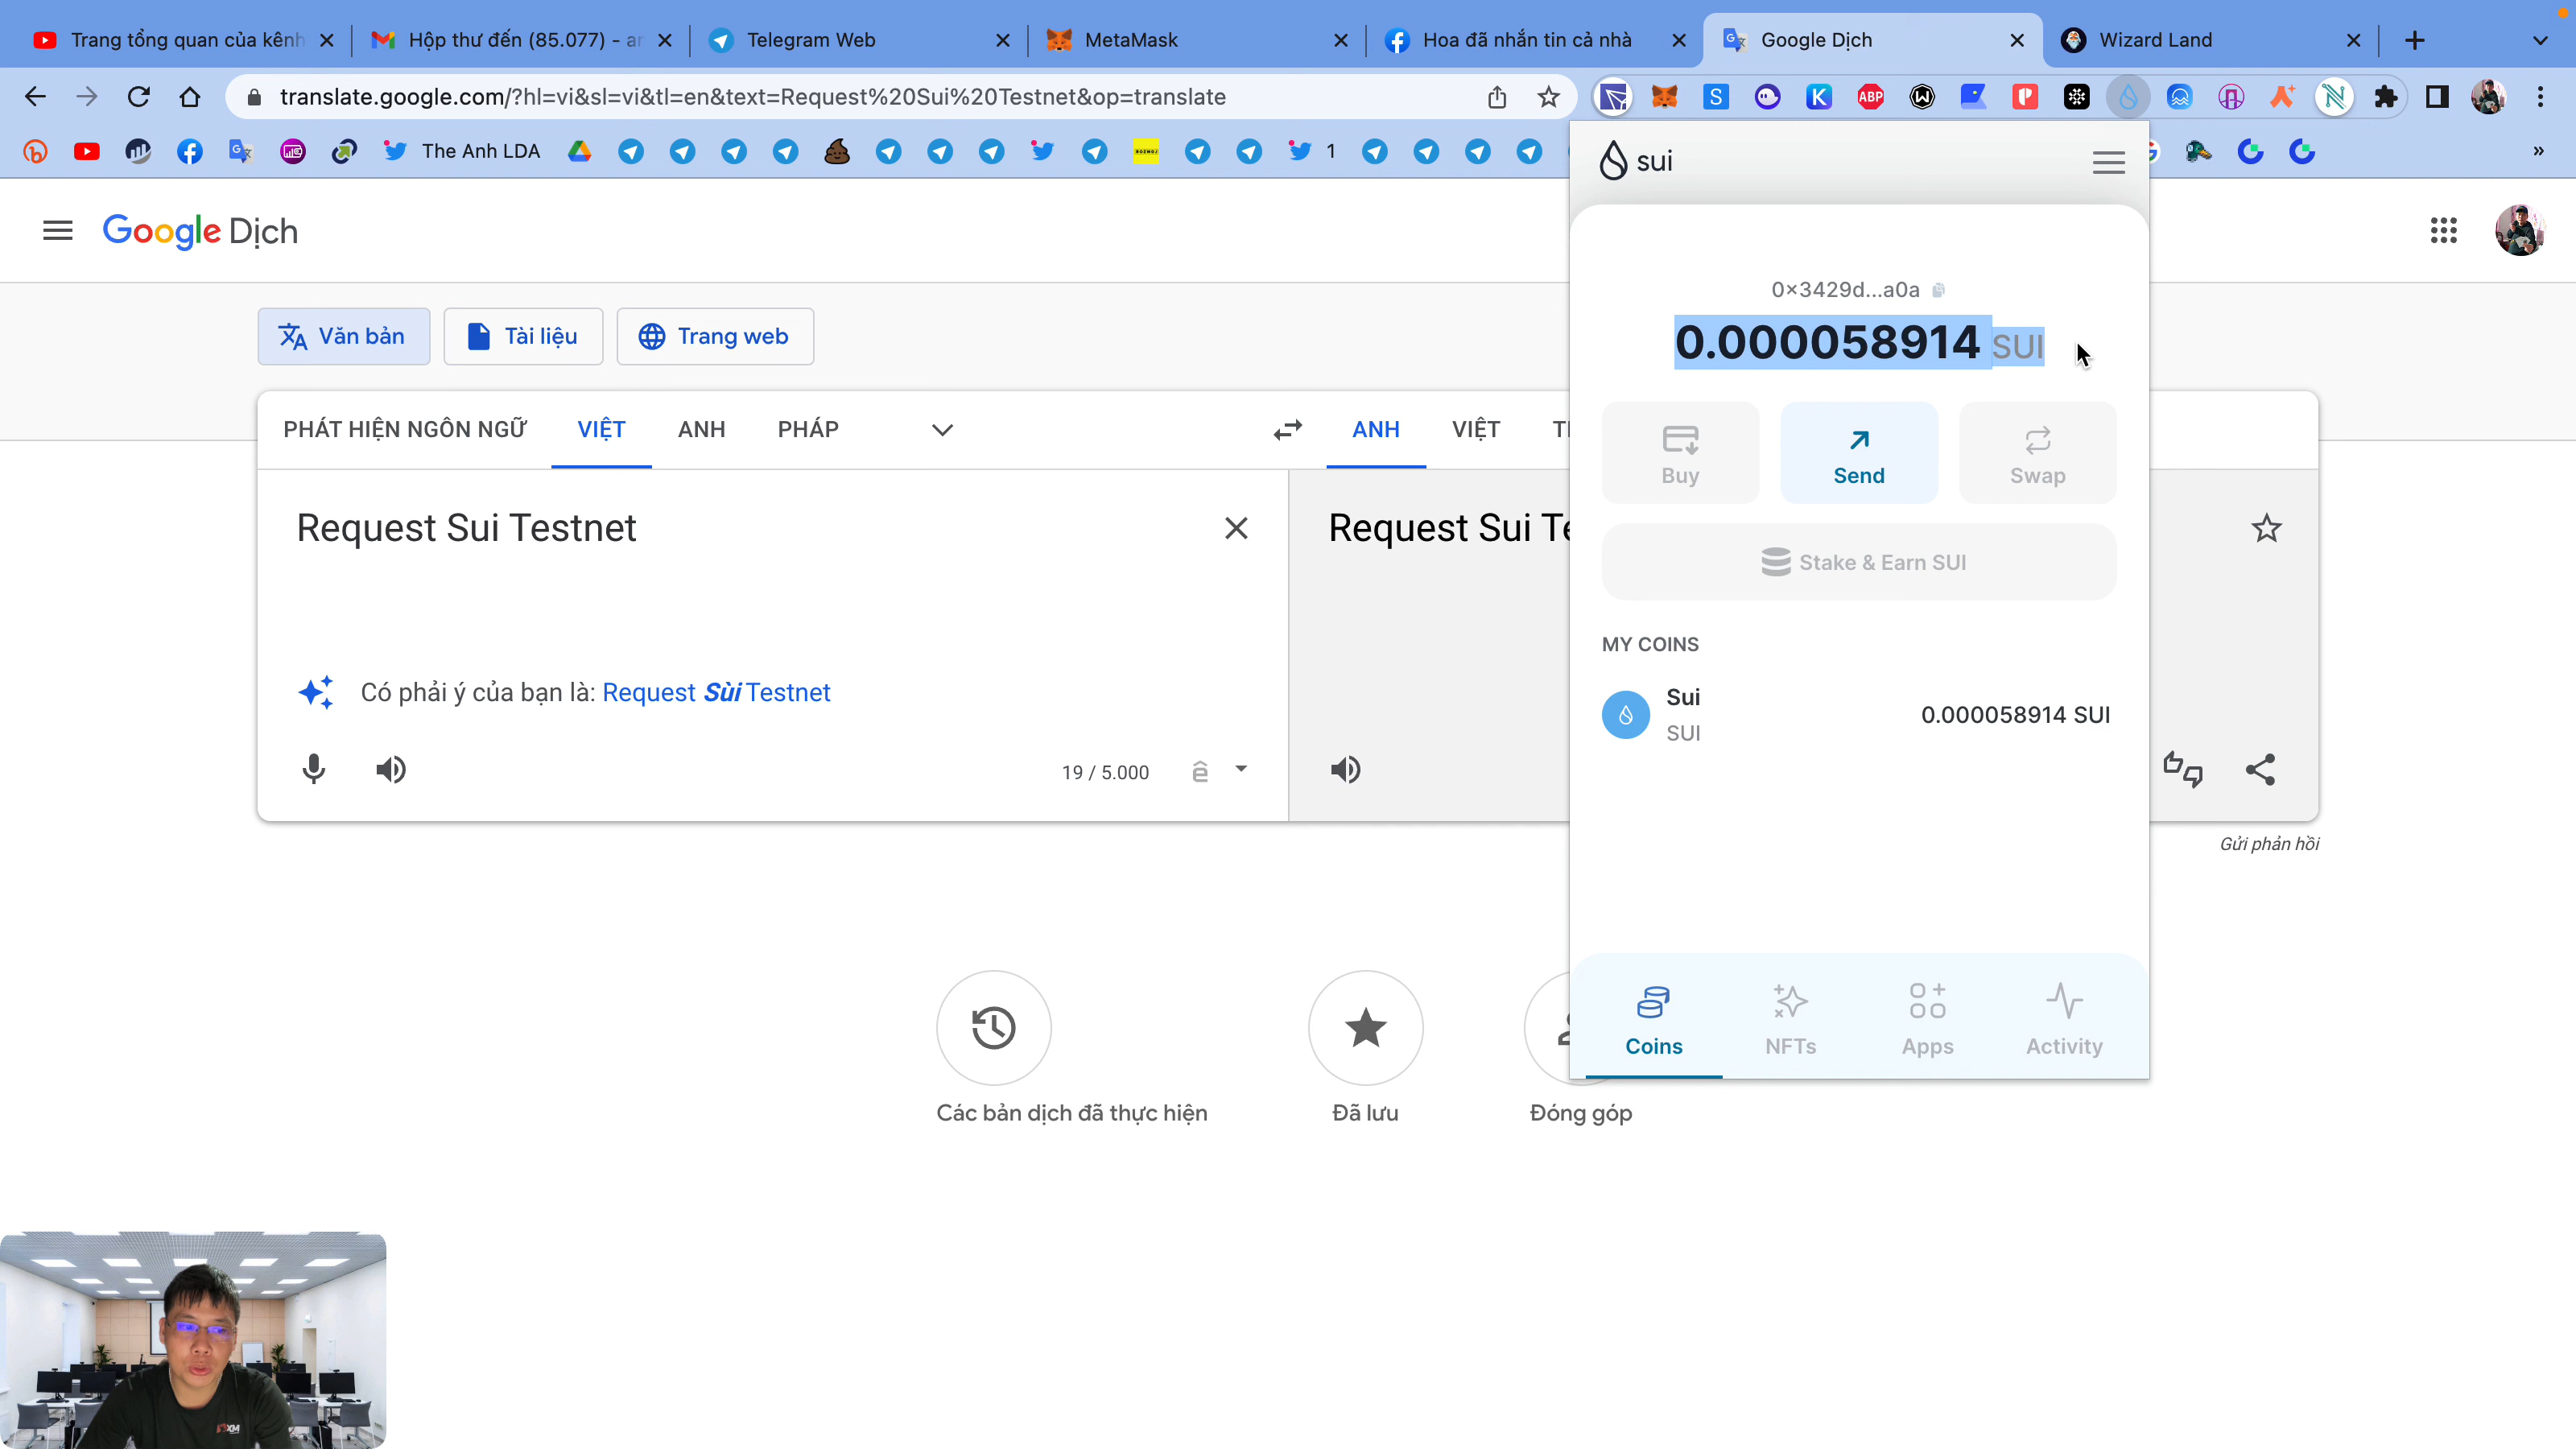 Trang tổng quan của kênh
Hộp thư đến (85.077) - an
Telegram Web
MetaMask
Hoa đã nhắn tin cả nhà
Google Dịch
Wizard Land
translate.google.com/?hl=vi&sl=vi&tl=en&text=Request%20Sui%20Testnet&op=translate
The Anh LDA
1
sui
Google Dịch
0×3429d...a0a
0.000058914 SUI
Văn bản
Tài liệu
Trang web
PHÁT HIỆN NGÔN NGỮ
VIỆT
ANH
PHÁP
ANH
VIỆT
Buy
Send
Swap
Request Sui Testnet
Request Sui Te
Stake & Earn SUI
MY COINS
Có phải ý của bạn là: Request Sùi Testnet
Sui
SUI
0.000058914 SUI
19 / 5.000
Gửi phản hồi
Coins
NFTs
Apps
Activity
Các bản dịch đã thực hiện
Đã lưu
Đóng góp